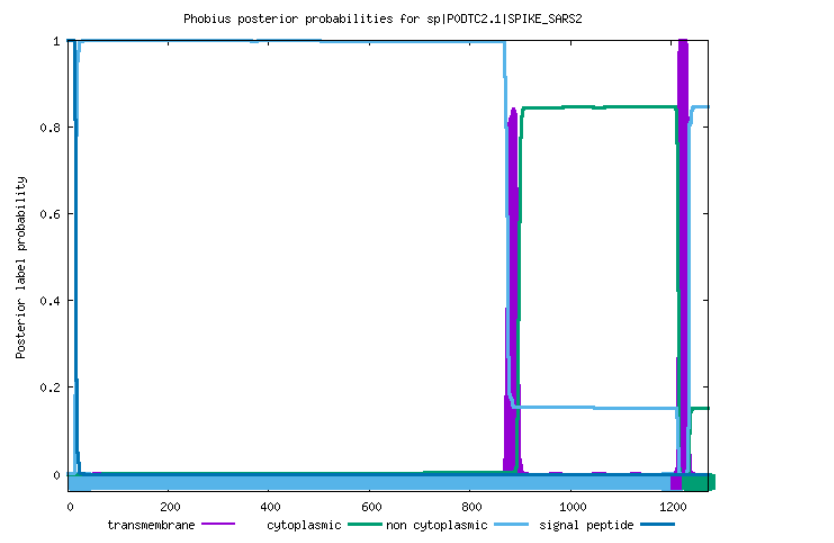 Phobius posterior probabilities for sp|P0DTC2.1|SPIKE_SARS2
1
0.8
0.6
0.4
0.2
0
Posterior label probability
0 200 400 600 800 1000 1200
transmembrane cytoplasmic non cytoplasmic signal peptide